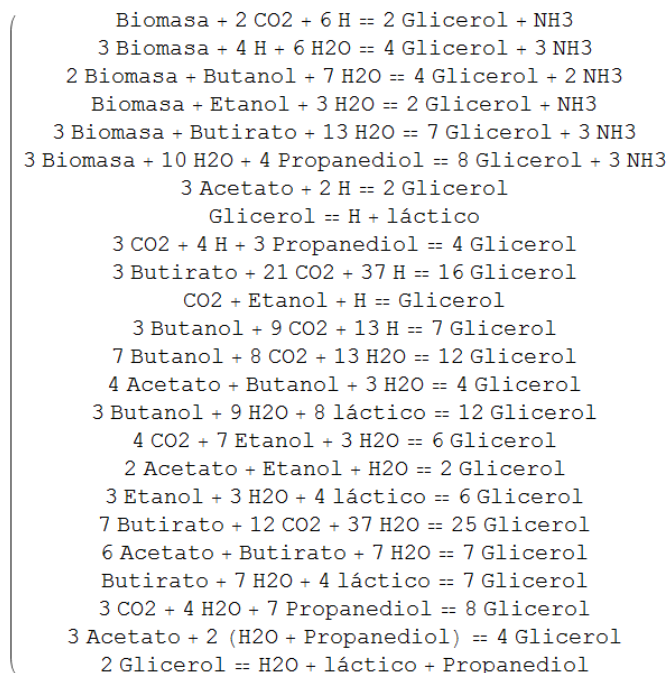 Biomasa + 2 CO2 + 6 H == 2 Glicerol + NH3
3 Biomasa + 4 H + 6 H2O == 4 Glicerol + 3 NH3
2 Biomasa + Butanol + 7 H2O == 4 Glicerol + 2 NH3
Biomasa + Etanol + 3 H2O == 2 Glicerol + NH3
3 Biomasa + Butirato + 13 H2O == 7 Glicerol + 3 NH3
3 Biomasa + 10 H2O + 4 Propanediol == 8 Glicerol + 3 NH3
3 Acetato + 2 H == 2 Glicerol
Glicerol == H + láctico
3 CO2 + 4 H + 3 Propanediol == 4 Glicerol
3 Butirato + 21 CO2 + 37 H == 16 Glicerol
CO2 + Etanol + H == Glicerol
3 Butanol + 9 CO2 + 13 H == 7 Glicerol
7 Butanol + 8 CO2 + 13 H2O == 12 Glicerol
4 Acetato + Butanol + 3 H2O == 4 Glicerol
3 Butanol + 9 H2O + 8 láctico == 12 Glicerol
4 CO2 + 7 Etanol + 3 H2O == 6 Glicerol
2 Acetato + Etanol + H2O == 2 Glicerol
3 Etanol + 3 H2O + 4 láctico == 6 Glicerol
7 Butirato + 12 CO2 + 37 H2O == 25 Glicerol
6 Acetato + Butirato + 7 H2O == 7 Glicerol
Butirato + 7 H2O + 4 láctico == 7 Glicerol
3 CO2 + 4 H2O + 7 Propanediol == 8 Glicerol
3 Acetato + 2 (H2O + Propanediol) == 4 Glicerol
2 Glicerol == H2O + láctico + Propanediol